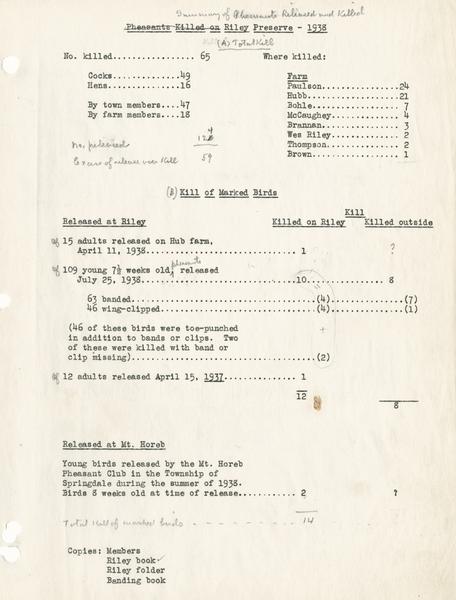 Summary of Pheasants Released and Killed
Pheasants Killed on Riley Preserve - 1938
(A) Total Kill
No. killed................. 65
Where killed:
Cocks...............49
Hens................16
By town members....47
By farm members....18
No. released 124
Excess of release over kill 59
Farm
Paulson...................24
Hubb......................21
Bohle..................... 7
McCaughey................. 4
Brannan................... 3
Wes Riley................. 2
Thompson.................. 2
Brown..................... 1
(B) Kill of Marked Birds
Kill
Released at Riley
Killed on Riley Killed outside
of 15 adults released on Hub farm,
April 11, 1938.......................... 1 ?
of 109 young 7½ weeks old, pheasants released
July 25, 1938...........................10............... 8
63 banded.................................(4)..............(7)
46 wing-clipped...........................(4)..............(1)
(46 of these birds were toe-punched +
in addition to bands or clips. Two
of these were killed with band or
clip missing)..........................(2)
of 12 adults released April 15, 1937............ 1
12
8
Released at Mt. Horeb
Young birds released by the Mt. Horeb
Pheasant Club in the Township of
Springdale during the summer of 1938.
Birds 8 weeks old at time of release........... 2 ?
Total Kill of marked birds - - - - - - - - 14
Copies: Members
Riley book
Riley folder
Banding book